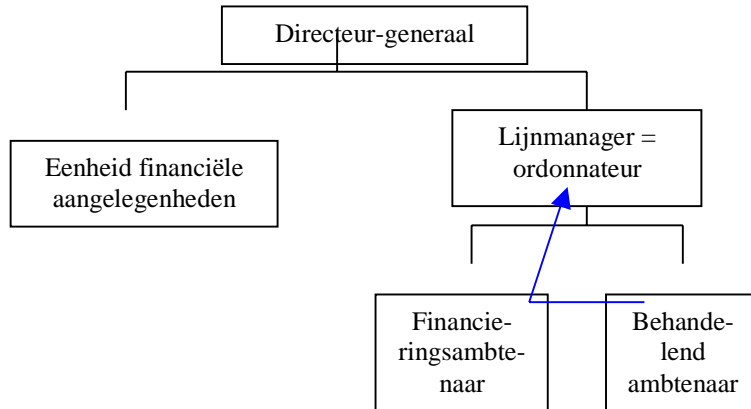 Directeur-generaal
Eenheid financiële
aangelegenheden
Lijnmanager =
ordonnateur
Financie-
ringsambte-
naar
Behande-
lend
ambtenaar